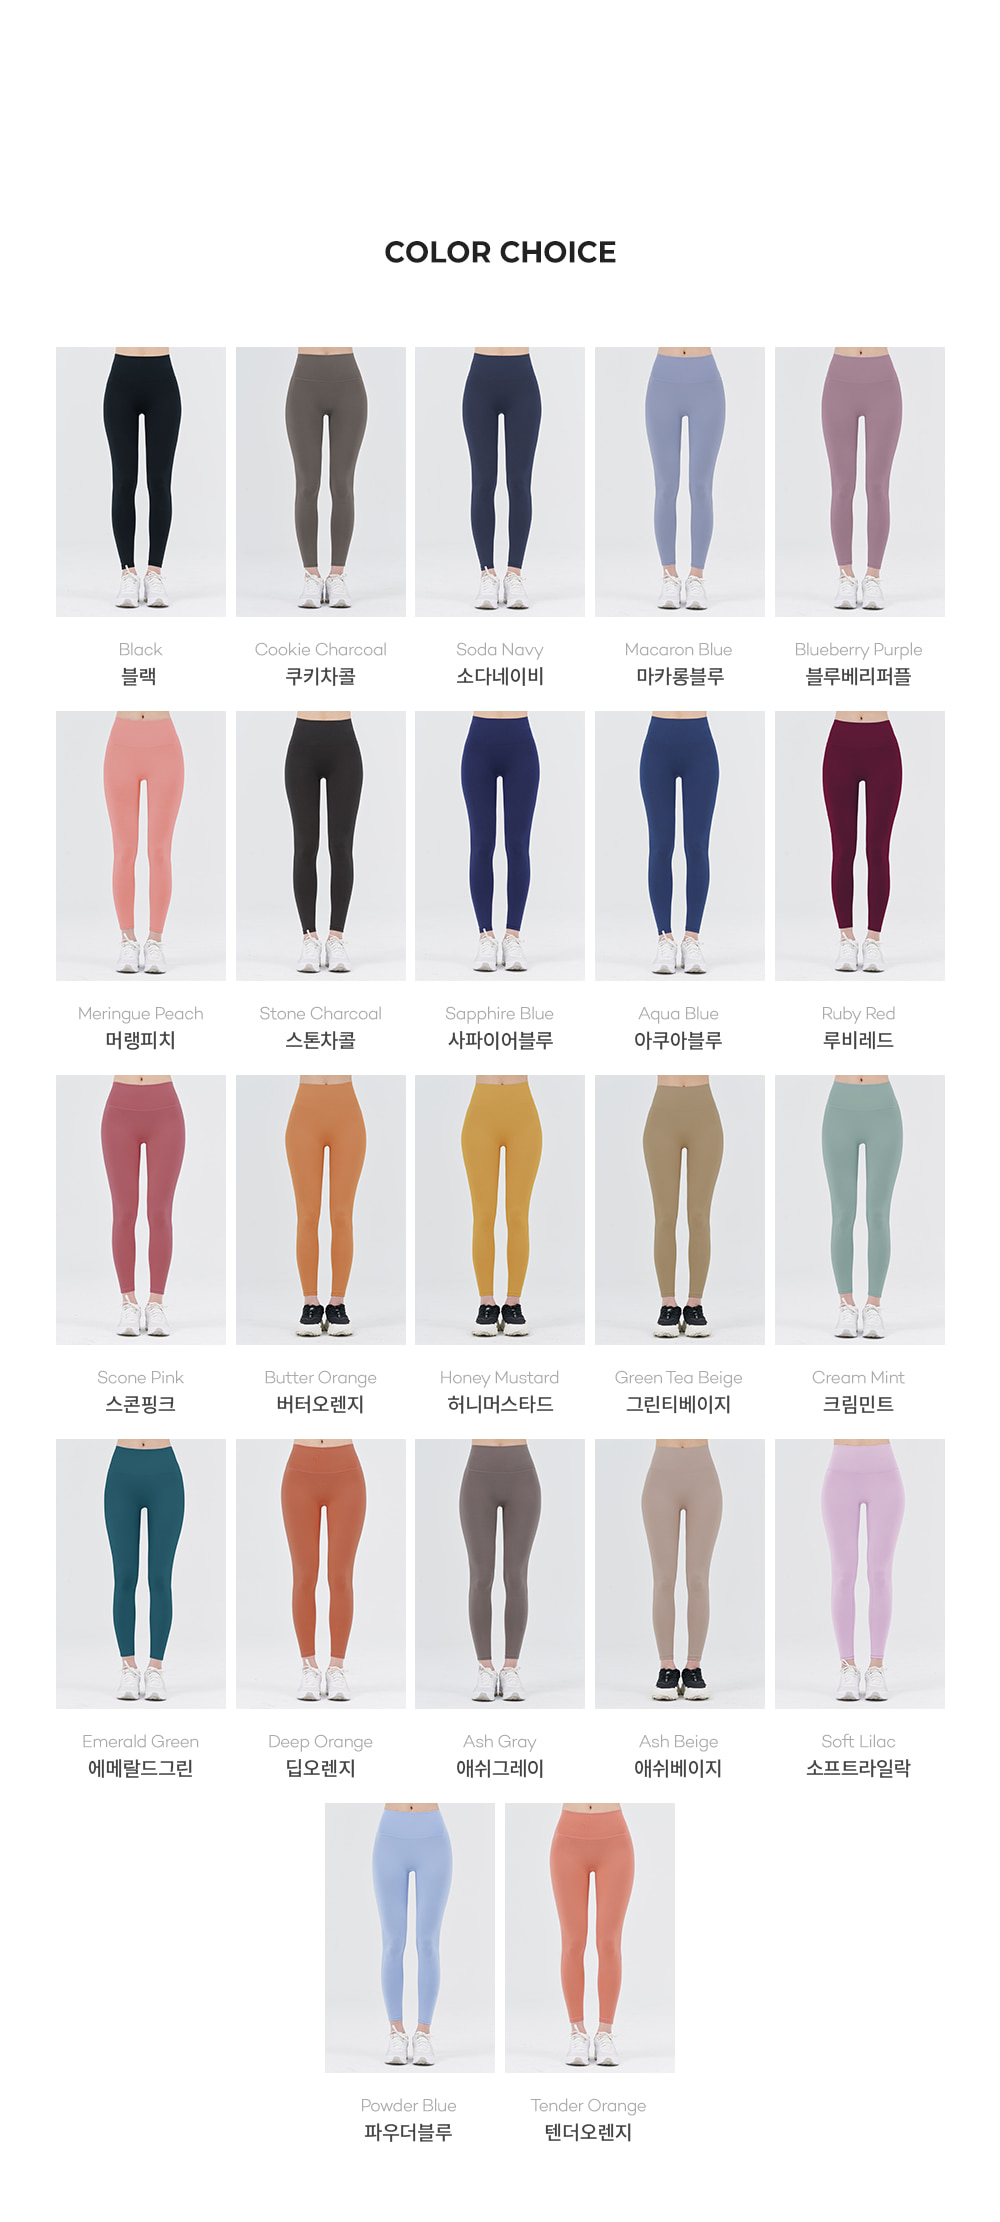 COLOR CHOICE
Black
블랙
Cookie Charcoal
쿠키차콜
Soda Navy
소다네이비
Macaron Blue
마카롱블루
Blueberry Purple
블루베리퍼플
Meringue Peach
머랭피치
Stone Charcoal
스톤차콜
Sapphire Blue
사파이어블루
Aqua Blue
아쿠아블루
Ruby Red
루비레드
Scone Pink
스콘핑크
Butter Orange
버터오렌지
Honey Mustard
허니머스타드
Green Tea Beige
그린티베이지
Cream Mint
크림민트
Emerald Green
에메랄드그린
Deep Orange
딥오렌지
Ash Gray
애쉬그레이
Ash Beige
애쉬베이지
Soft Lilac
소프트라일락
Powder Blue
파우더블루
Tender Orange
텐더오렌지